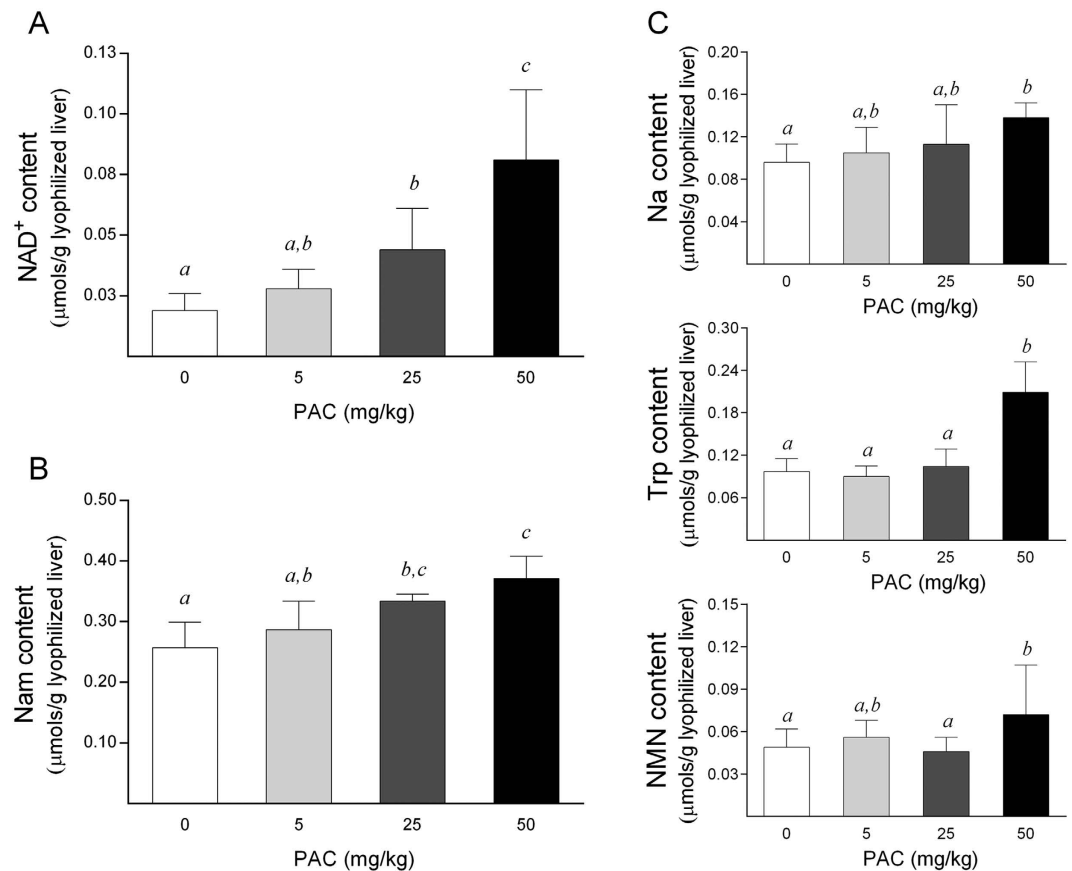 A
NAD+ content
(µmols/g lyophilized liver)
0.13
0.10
0.08
0.05
0.03
a
a,b
b
c
0
5
25
50
PAC (mg/kg)
B
Nam content
(µmols/g lyophilized liver)
0.50
0.40
0.30
0.20
0.10
a
a,b
b,c
c
0
5
25
50
PAC (mg/kg)
C
Na content
(µmols/g lyophilized liver)
0.20
0.16
0.12
0.08
0.04
a
a,b
a,b
b
0
5
25
50
PAC (mg/kg)
Trp content
(µmols/g lyophilized liver)
0.30
0.24
0.18
0.12
0.06
a
a
a
b
0
5
25
50
PAC (mg/kg)
NMN content
(µmols/g lyophilized liver)
0.15
0.12
0.09
0.06
0.03
a
a,b
a
b
0
5
25
50
PAC (mg/kg)